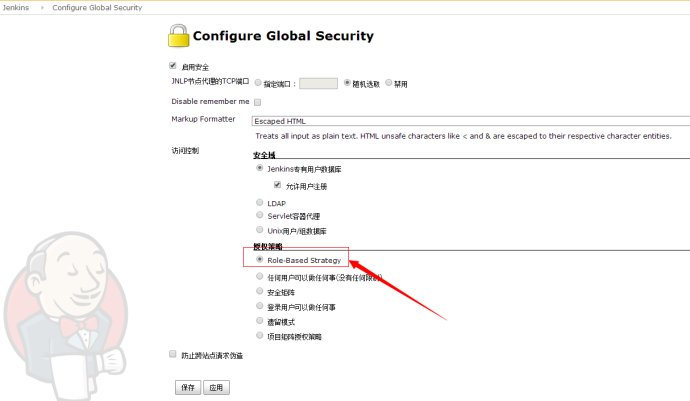 Jenkins › Configure Global Security
Configure Global Security
启用安全
JNLP节点代理的TCP端口 指定端口： 随机选取 禁用
Disable remember me
Markup Formatter Escaped HTML
Treats all input as plain text. HTML unsafe characters like < and & are escaped to their respective character entities.
访问控制
安全域
Jenkins专有用户数据库
允许用户注册
LDAP
Servlet容器代理
Unix用户/组数据库
授权策略
Role-Based Strategy
任何用户可以做任何事(没有任何限制)
安全矩阵
登录用户可以做任何事
遗留模式
项目矩阵授权策略
防止跨站点请求伪造
保存 应用